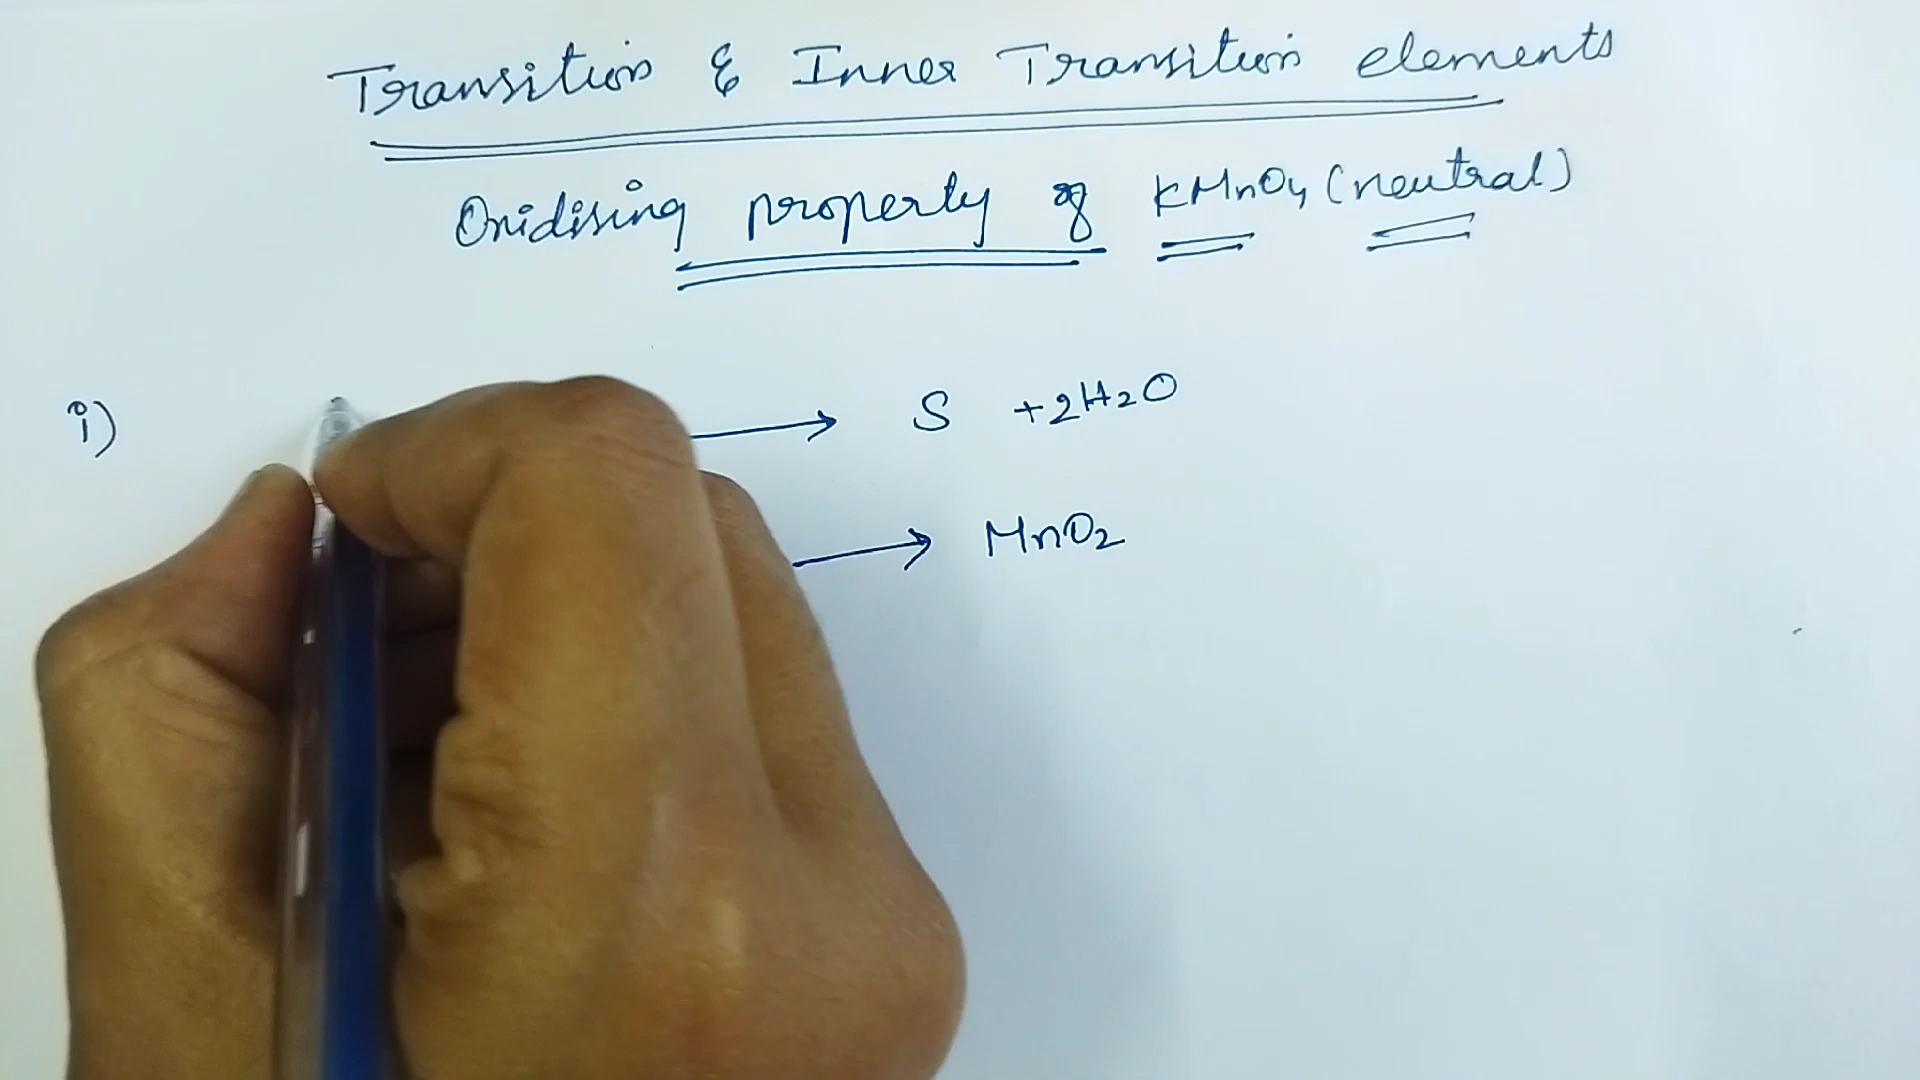 Transition & Inner Transition elements
Oxidising property of KMnO4 (neutral)
i) → S + 2H2O
→ MnO2